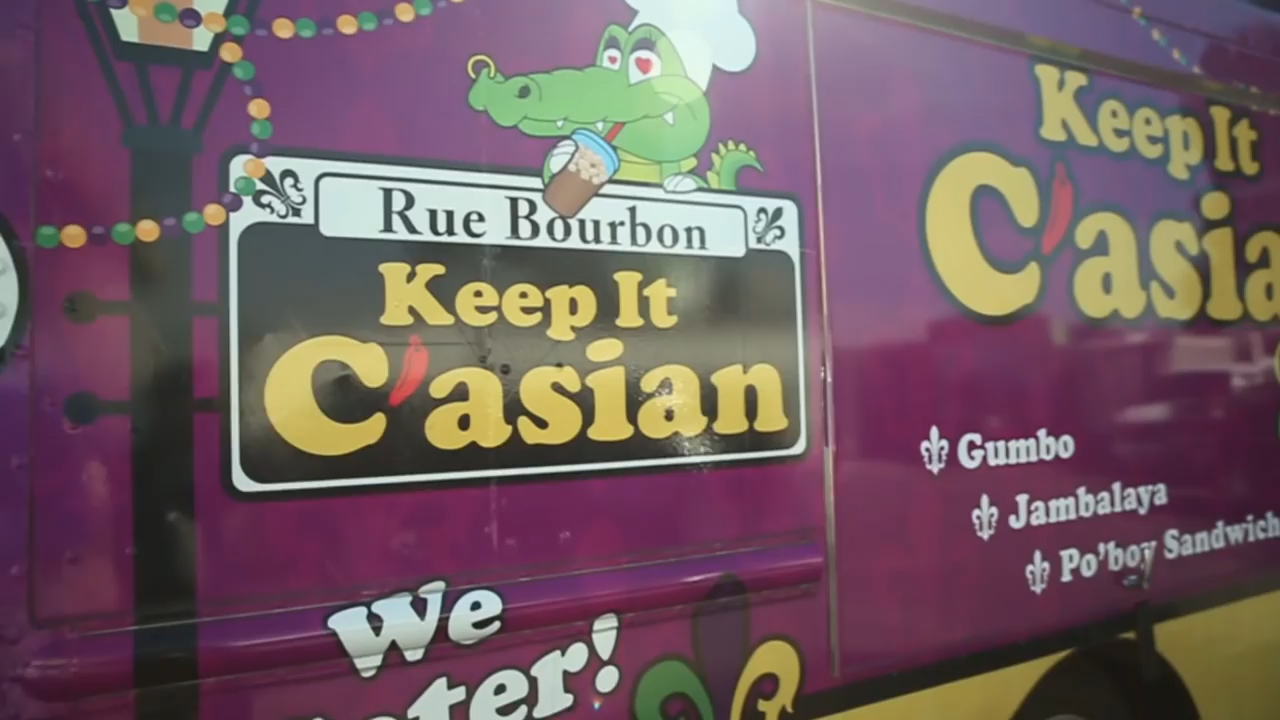 Rue Bourbon
Keep It
C'asian
We
Keep It
C'asia
Gumbo
Jambalaya
Po'boy Sandwich